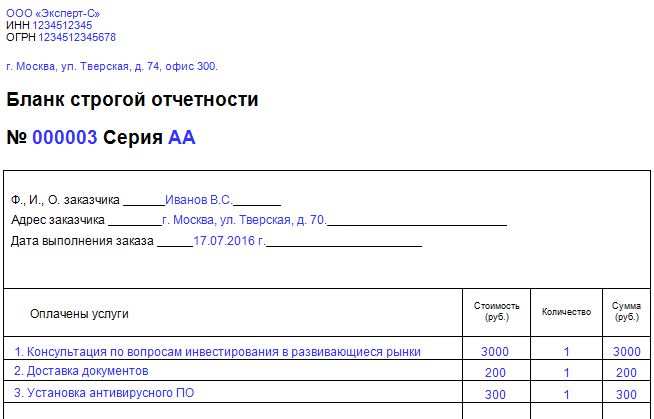 ООО «Эксперт-С»
ИНН 1234512345
ОГРН 1234512345678
г. Москва, ул. Тверская, д. 74, офис 300.
Бланк строгой отчетности
№ 000003 Серия АА
Ф., И., О. заказчика ______Иванов В.С._______
Адрес заказчика ________г. Москва, ул. Тверская, д. 70.__________________________
Дата выполнения заказа _____17.07.2016 г.______________________
Оплачены услуги Стоимость (руб.) Количество Сумма (руб.)
1. Консультация по вопросам инвестирования в развивающиеся рынки 3000 1 3000
2. Доставка документов 200 1 200
3. Установка антивирусного ПО 300 1 300